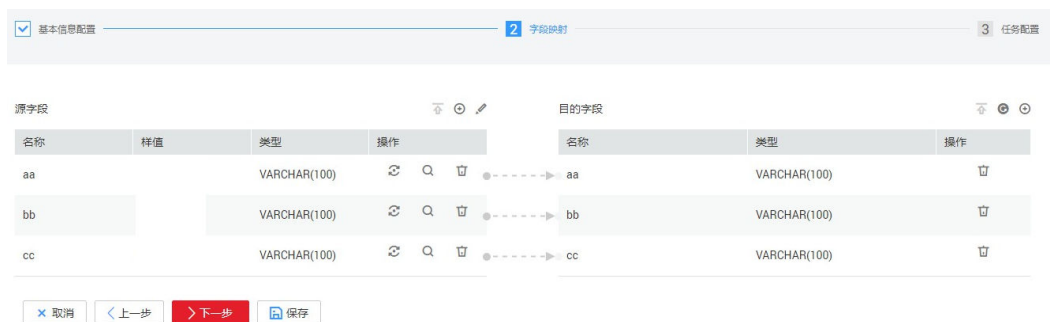 基本信息配置 2 字段映射 3 任务配置
源字段 目的字段
名称 样值 类型 操作 名称 类型 操作
aa VARCHAR(100) aa VARCHAR(100)
bb VARCHAR(100) bb VARCHAR(100)
cc VARCHAR(100) cc VARCHAR(100)
取消 上一步 下一步 保存